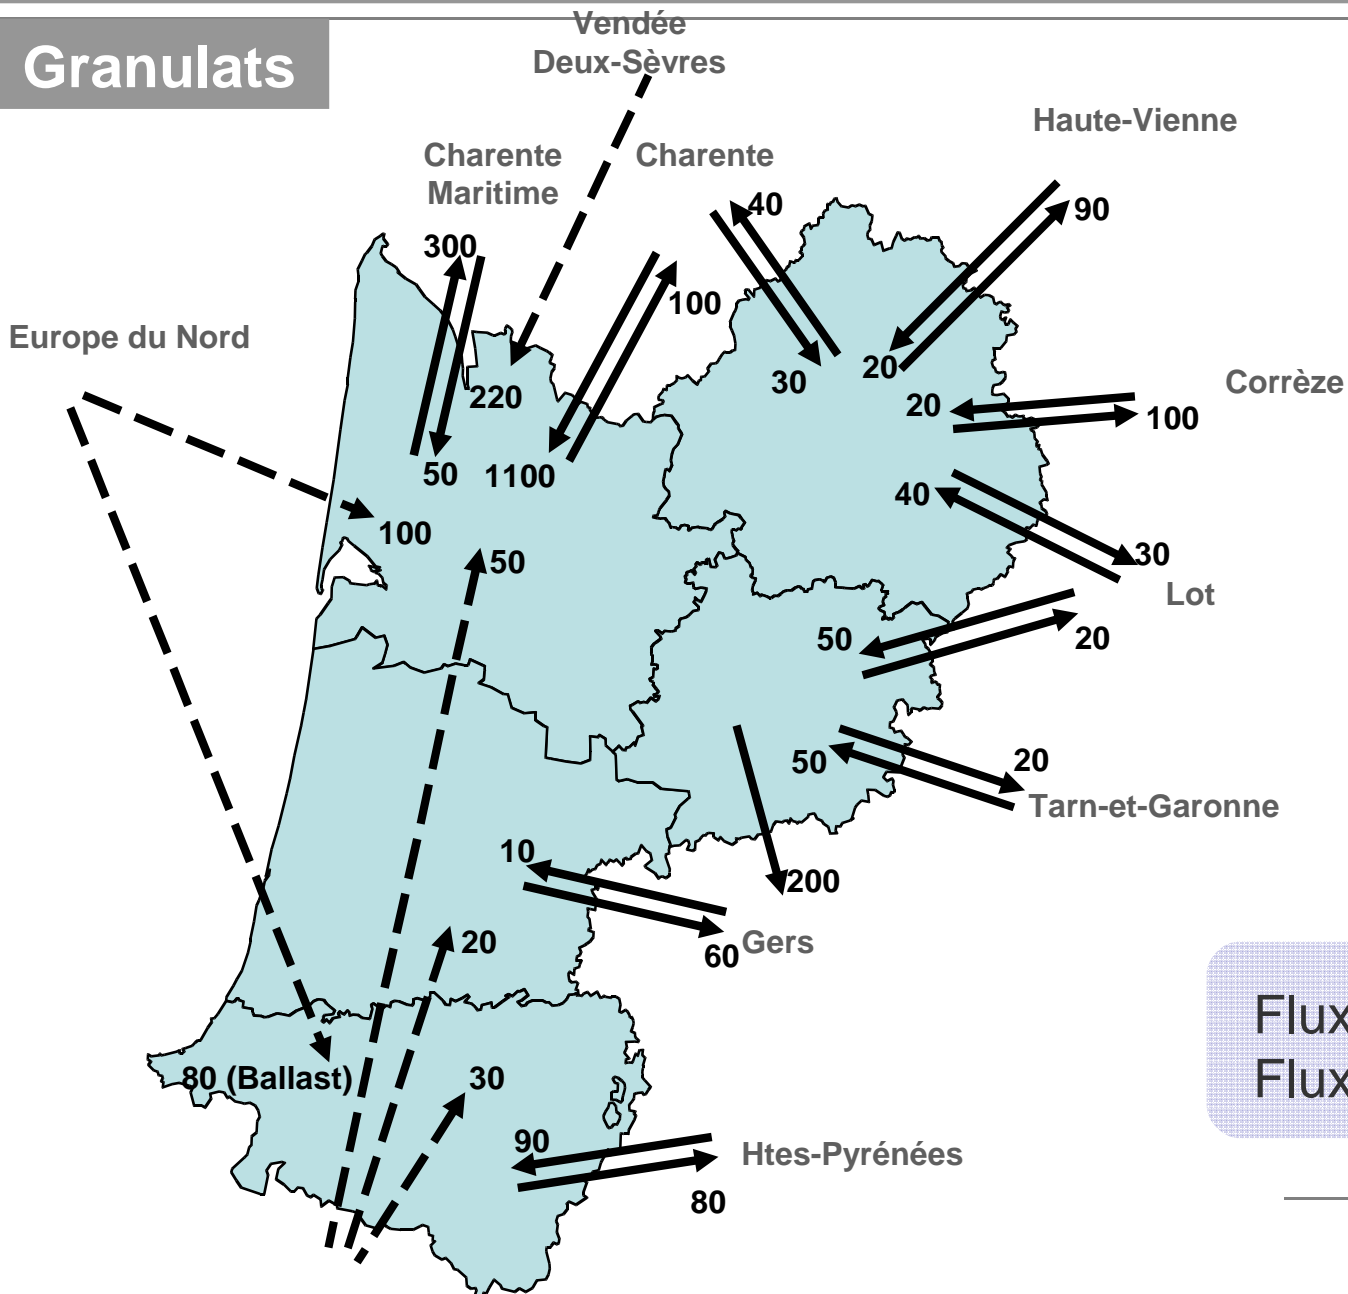 Granulats
Vendée
Deux-Sèvres
Haute-Vienne
Charente
Maritime
Charente
40
90
300
100
Europe du Nord
30
20
Corrèze
220
20
100
50
1100
40
100
50
30
Lot
50
20
50
20
Tarn-et-Garonne
10
200
20
60
Gers
Flux
80 (Ballast)
30
Flux
90
Htes-Pyrénées
80